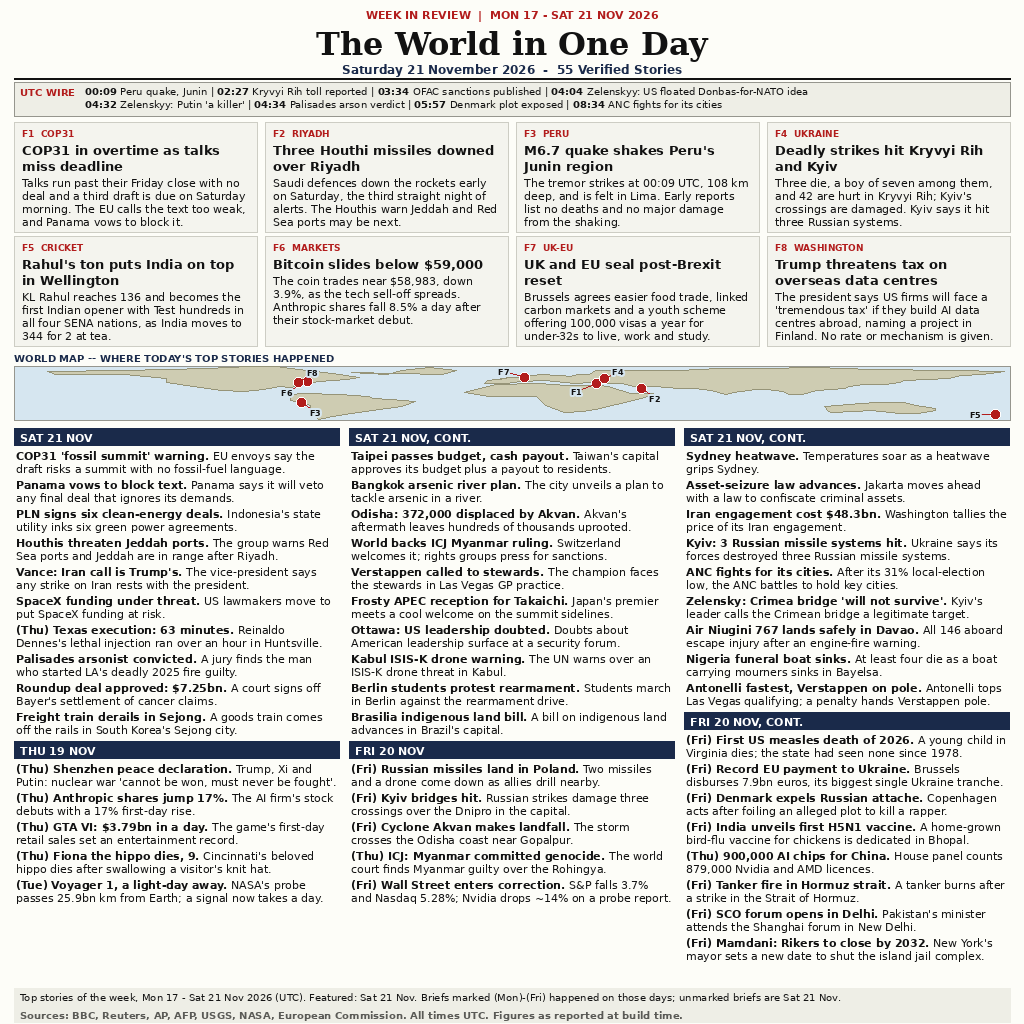 WEEK IN REVIEW | MON 17 - SAT 21 NOV 2026
The World in One Day
Saturday 21 November 2026 - 55 Verified Stories
UTC WIRE 00:09 Peru quake, Junin | 02:27 Kryvyi Rih toll reported | 03:34 OFAC sanctions published | 04:04 Zelenskyy: US floated Donbas-for-NATO idea
04:32 Zelenskyy: Putin 'a killer' | 04:34 Palisades arson verdict | 05:57 Denmark plot exposed | 08:34 ANC fights for its cities
F1 COP31
COP31 in overtime as talks
miss deadline
Talks run past their Friday close with no
deal and a third draft is due on Saturday
morning. The EU calls the text too weak,
and Panama vows to block it.
F2 RIYADH
Three Houthi missiles downed
over Riyadh
Saudi defences down the rockets early
on Saturday, the third straight night of
alerts. The Houthis warn Jeddah and Red
Sea ports may be next.
F3 PERU
M6.7 quake shakes Peru's
Junin region
The tremor strikes at 00:09 UTC, 108 km
deep, and is felt in Lima. Early reports
list no deaths and no major damage
from the shaking.
F4 UKRAINE
Deadly strikes hit Kryvyi Rih
and Kyiv
Three die, a boy of seven among them,
and 42 are hurt in Kryvyi Rih; Kyiv's
crossings are damaged. Kyiv says it hit
three Russian systems.
F5 CRICKET
Rahul's ton puts India on top
in Wellington
KL Rahul reaches 136 and becomes the
first Indian opener with Test hundreds in
all four SENA nations, as India moves to
344 for 2 at tea.
F6 MARKETS
Bitcoin slides below $59,000
The coin trades near $58,983, down
3.9%, as the tech sell-off spreads.
Anthropic shares fall 8.5% a day after
their stock-market debut.
F7 UK-EU
UK and EU seal post-Brexit
reset
Brussels agrees easier food trade, linked
carbon markets and a youth scheme
offering 100,000 visas a year for
under-32s to live, work and study.
F8 WASHINGTON
Trump threatens tax on
overseas data centres
The president says US firms will face a
'tremendous tax' if they build AI data
centres abroad, naming a project in
Finland. No rate or mechanism is given.
WORLD MAP -- WHERE TODAY'S TOP STORIES HAPPENED
F8
F6
F3
F7
F1
F4
F2
F5
SAT 21 NOV
COP31 'fossil summit' warning. EU envoys say the
draft risks a summit with no fossil-fuel language.
Panama vows to block text. Panama says it will veto
any final deal that ignores its demands.
PLN signs six clean-energy deals. Indonesia's state
utility inks six green power agreements.
Houthis threaten Jeddah ports. The group warns Red
Sea ports and Jeddah are in range after Riyadh.
Vance: Iran call is Trump's. The vice-president says
any strike on Iran rests with the president.
SpaceX funding under threat. US lawmakers move to
put SpaceX funding at risk.
(Thu) Texas execution: 63 minutes. Reinaldo
Dennes's lethal injection ran over an hour in Huntsville.
Palisades arsonist convicted. A jury finds the man
who started LA's deadly 2025 fire guilty.
Roundup deal approved: $7.25bn. A court signs off
Bayer's settlement of cancer claims.
Freight train derails in Sejong. A goods train comes
off the rails in South Korea's Sejong city.
THU 19 NOV
(Thu) Shenzhen peace declaration. Trump, Xi and
Putin: nuclear war 'cannot be won, must never be fought'.
(Thu) Anthropic shares jump 17%. The AI firm's stock
debuts with a 17% first-day rise.
(Thu) GTA VI: $3.79bn in a day. The game's first-day
retail sales set an entertainment record.
(Thu) Fiona the hippo dies, 9. Cincinnati's beloved
hippo dies after swallowing a visitor's knit hat.
(Tue) Voyager 1, a light-day away. NASA's probe
passes 25.9bn km from Earth; a signal now takes a day.
SAT 21 NOV, CONT.
Taipei passes budget, cash payout. Taiwan's capital
approves its budget plus a payout to residents.
Bangkok arsenic river plan. The city unveils a plan to
tackle arsenic in a river.
Odisha: 372,000 displaced by Akvan. Akvan's
aftermath leaves hundreds of thousands uprooted.
World backs ICJ Myanmar ruling. Switzerland
welcomes it; rights groups press for sanctions.
Verstappen called to stewards. The champion faces
the stewards in Las Vegas GP practice.
Frosty APEC reception for Takaichi. Japan's premier
meets a cool welcome on the summit sidelines.
Ottawa: US leadership doubted. Doubts about
American leadership surface at a security forum.
Kabul ISIS-K drone warning. The UN warns over an
ISIS-K drone threat in Kabul.
Berlin students protest rearmament. Students march
in Berlin against the rearmament drive.
Brasilia indigenous land bill. A bill on indigenous land
advances in Brazil's capital.
FRI 20 NOV
(Fri) Russian missiles land in Poland. Two missiles
and a drone come down as allies drill nearby.
(Fri) Kyiv bridges hit. Russian strikes damage three
crossings over the Dnipro in the capital.
(Fri) Cyclone Akvan makes landfall. The storm
crosses the Odisha coast near Gopalpur.
(Thu) ICJ: Myanmar committed genocide. The world
court finds Myanmar guilty over the Rohingya.
(Fri) Wall Street enters correction. S&P falls 3.7%
and Nasdaq 5.28%; Nvidia drops ~14% on a probe report.
SAT 21 NOV, CONT.
Sydney heatwave. Temperatures soar as a heatwave
grips Sydney.
Asset-seizure law advances. Jakarta moves ahead
with a law to confiscate criminal assets.
Iran engagement cost $48.3bn. Washington tallies the
price of its Iran engagement.
Kyiv: 3 Russian missile systems hit. Ukraine says its
forces destroyed three Russian missile systems.
ANC fights for its cities. After its 31% local-election
low, the ANC battles to hold key cities.
Zelensky: Crimea bridge 'will not survive'. Kyiv's
leader calls the Crimean bridge a legitimate target.
Air Niugini 767 lands safely in Davao. All 146 aboard
escape injury after an engine-fire warning.
Nigeria funeral boat sinks. At least four die as a boat
carrying mourners sinks in Bayelsa.
Antonelli fastest, Verstappen on pole. Antonelli tops
Las Vegas qualifying; a penalty hands Verstappen pole.
FRI 20 NOV, CONT.
(Fri) First US measles death of 2026. A young child in
Virginia dies; the state had seen none since 1978.
(Fri) Record EU payment to Ukraine. Brussels
disburses 7.9bn euros, its biggest single Ukraine tranche.
(Fri) Denmark expels Russian attache. Copenhagen
acts after foiling an alleged plot to kill a rapper.
(Fri) India unveils first H5N1 vaccine. A home-grown
bird-flu vaccine for chickens is dedicated in Bhopal.
(Thu) 900,000 AI chips for China. House panel counts
879,000 Nvidia and AMD licences.
(Fri) Tanker fire in Hormuz strait. A tanker burns after
a strike in the Strait of Hormuz.
(Fri) SCO forum opens in Delhi. Pakistan's minister
attends the Shanghai forum in New Delhi.
(Fri) Mamdani: Rikers to close by 2032. New York's
mayor sets a new date to shut the island jail complex.
Top stories of the week, Mon 17 - Sat 21 Nov 2026 (UTC). Featured: Sat 21 Nov. Briefs marked (Mon)-(Fri) happened on those days; unmarked briefs are Sat 21 Nov.
Sources: BBC, Reuters, AP, AFP, USGS, NASA, European Commission. All times UTC. Figures as reported at build time.